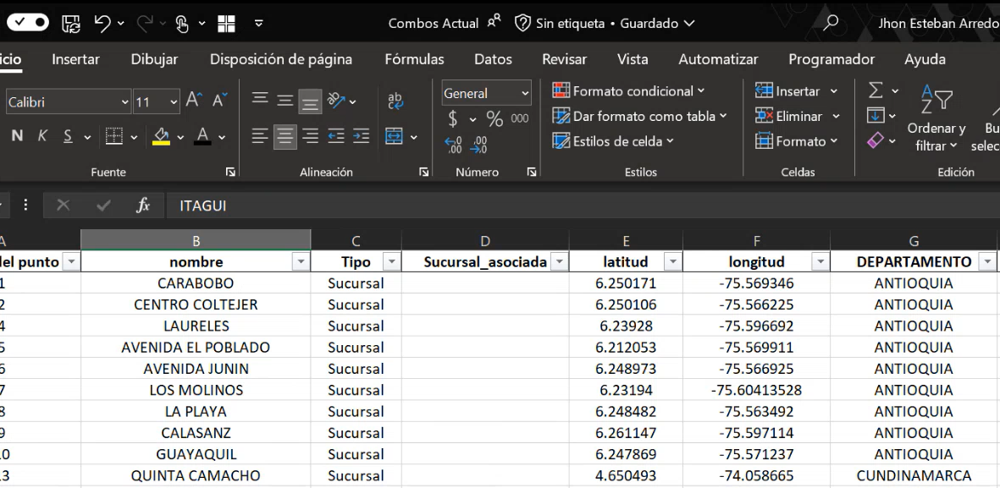 Combos Actual Sin etiqueta • Guardado Jhon Esteban Arredo
icio Insertar Dibujar Disposición de página Fórmulas Datos Revisar Vista Automatizar Programador Ayuda
Calibri 11 A A ab General Formato condicional Insertar Σ A Z
$ % 000 Dar formato como tabla Eliminar Ordenar y Bu
N K S A Estilos de celda Formato filtrar selec
Fuente Alineación Número Estilos Celdas Edición
fx ITAGUI
A B C D E F G
del punto nombre Tipo Sucursal_asociada latitud longitud DEPARTAMENTO
1 CARABOBO Sucursal 6.250171 -75.569346 ANTIOQUIA
2 CENTRO COLTEJER Sucursal 6.250106 -75.566225 ANTIOQUIA
4 LAURELES Sucursal 6.23928 -75.596692 ANTIOQUIA
5 AVENIDA EL POBLADO Sucursal 6.212053 -75.569911 ANTIOQUIA
6 AVENIDA JUNIN Sucursal 6.248973 -75.566925 ANTIOQUIA
7 LOS MOLINOS Sucursal 6.23194 -75.60413528 ANTIOQUIA
8 LA PLAYA Sucursal 6.248482 -75.563492 ANTIOQUIA
9 CALASANZ Sucursal 6.261147 -75.597114 ANTIOQUIA
.0 GUAYAQUIL Sucursal 6.247869 -75.571237 ANTIOQUIA
.3 QUINTA CAMACHO Sucursal 4.650493 -74.058665 CUNDINAMARCA